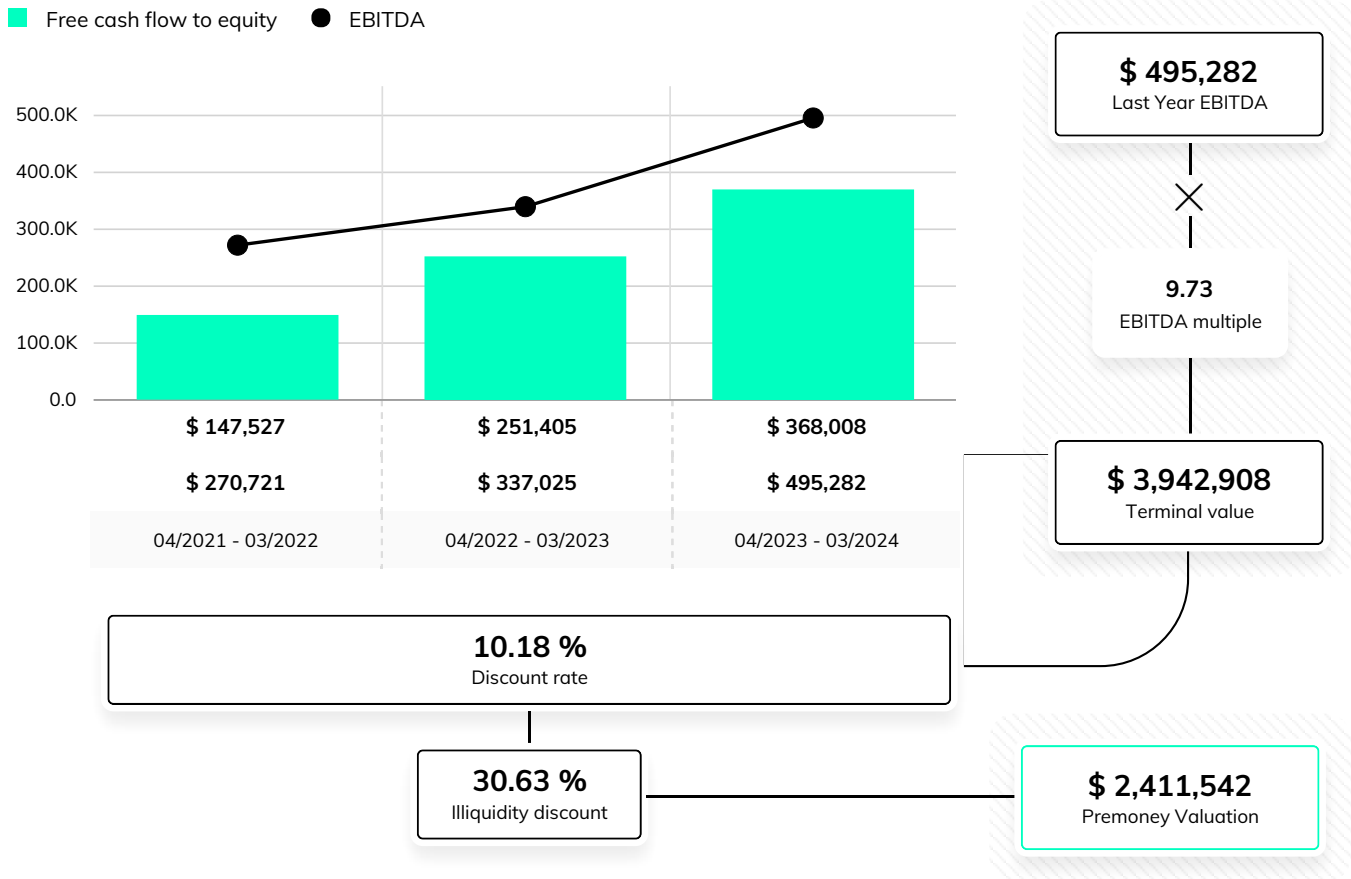 Free cash flow to equity EBITDA
500.0K
400.0K
300.0K
200.0K
100.0K
0.0
$ 147,527 $ 251,405 $ 368,008
$ 270,721 $ 337,025 $ 495,282
04/2021 - 03/2022 04/2022 - 03/2023 04/2023 - 03/2024
$ 495,282
Last Year EBITDA
9.73
EBITDA multiple
$ 3,942,908
Terminal value
10.18 %
Discount rate
30.63 %
Illiquidity discount
$ 2,411,542
Premoney Valuation